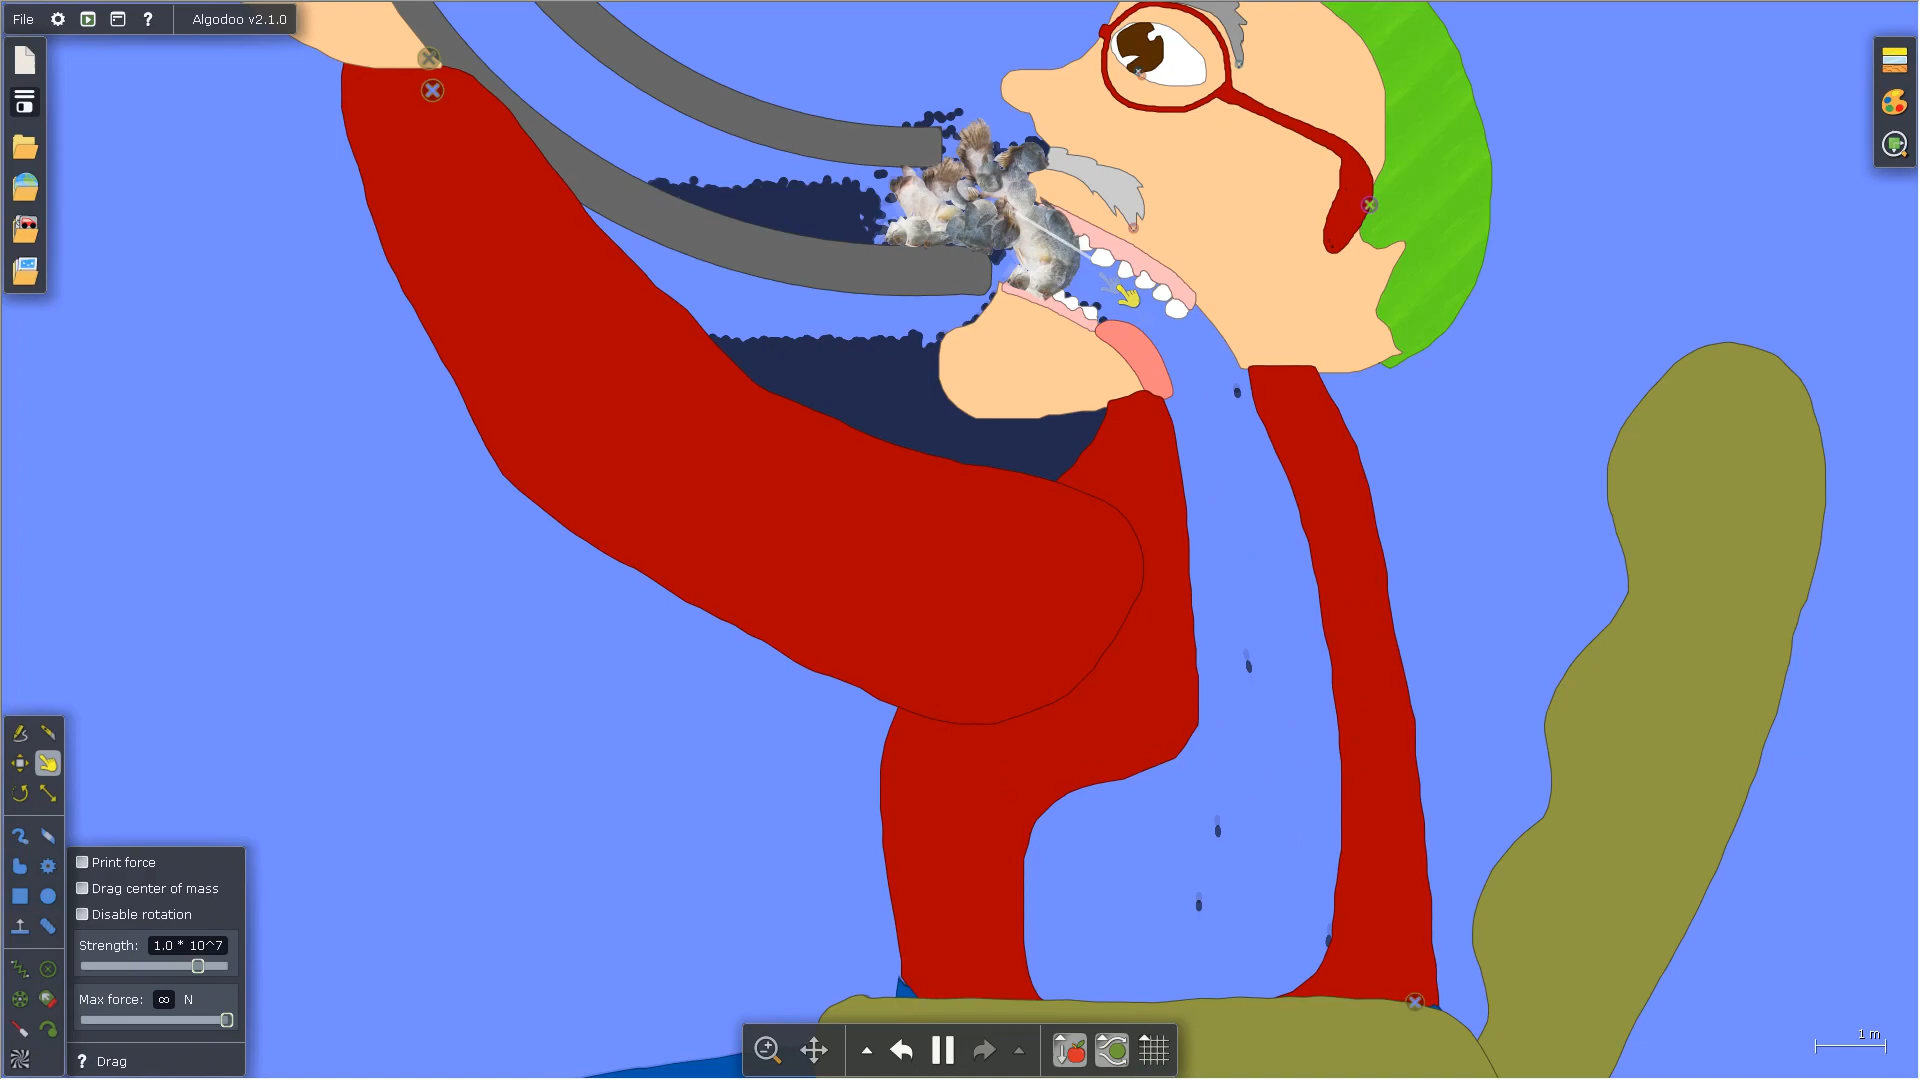 File ? Algodoo v2.1.0
Print force
Drag center of mass
Disable rotation
Strength: 1.0 * 10^7
Max force: ∞ N
? Drag
1 m